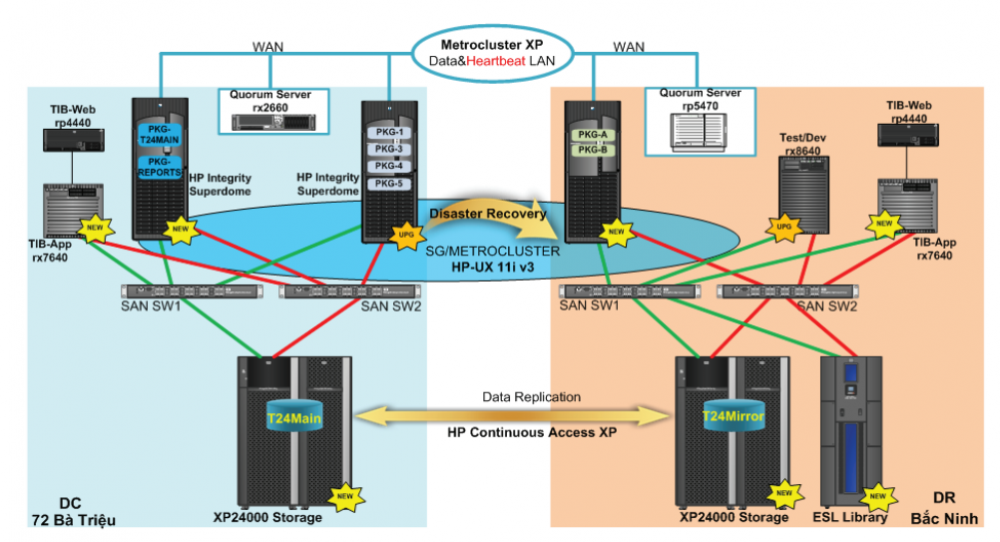 Metrocluster XP
Data&Heartbeat LAN
WAN
WAN
Quorum Server
rx2660
Quorum Server
rp5470
TIB-Web
rp4440
PKG-
T24MAIN
PKG-
REPORTS
HP Integrity
Superdome
HP Integrity
Superdome
PKG-1
PKG-3
PKG-4
PKG-5
PKG-A
PKG-B
Test/Dev
rx8640
TIB-Web
rp4440
NEW
NEW
UPG
NEW
UPG
NEW
TIB-App
rx7640
TIB-App
rx7640
Disaster Recovery
SG/METROCLUSTER
HP-UX 11i v3
SAN SW1
SAN SW2
SAN SW1
SAN SW2
T24Main
T24Mirror
Data Replication
HP Continuous Access XP
NEW
NEW
NEW
DC
72 Bà Triệu
XP24000 Storage
XP24000 Storage
ESL Library
DR
Bắc Ninh